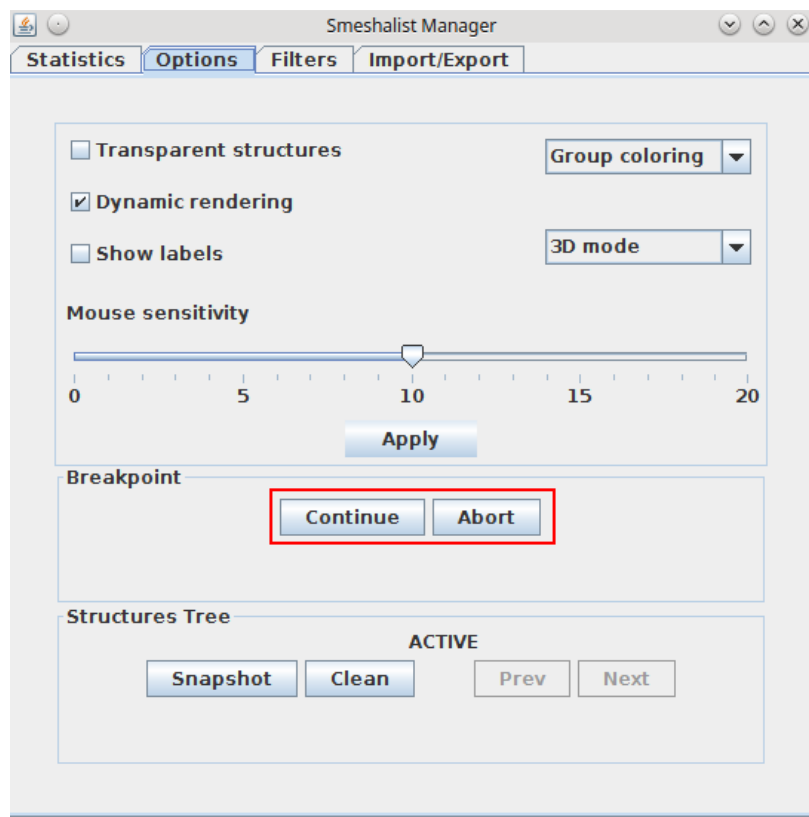 Smeshalist Manager
Statistics Options Filters Import/Export
Transparent structures Group coloring
Dynamic rendering
Show labels 3D mode
Mouse sensitivity
0 5 10 15 20
Apply
Breakpoint
Continue Abort
Structures Tree
ACTIVE
Snapshot Clean Prev Next